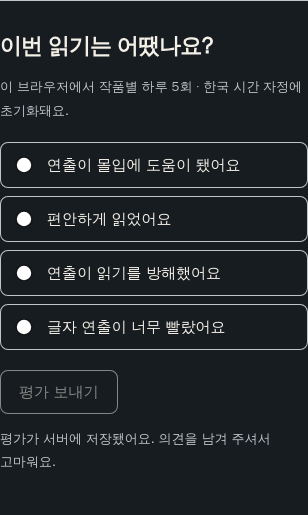 이번 읽기는 어땠나요?
이 브라우저에서 작품별 하루 5회 · 한국 시간 자정에
초기화돼요.
연출이 몰입에 도움이 됐어요
편안하게 읽었어요
연출이 읽기를 방해했어요
글자 연출이 너무 빨랐어요
평가 보내기
평가가 서버에 저장됐어요. 의견을 남겨 주셔서
고마워요.